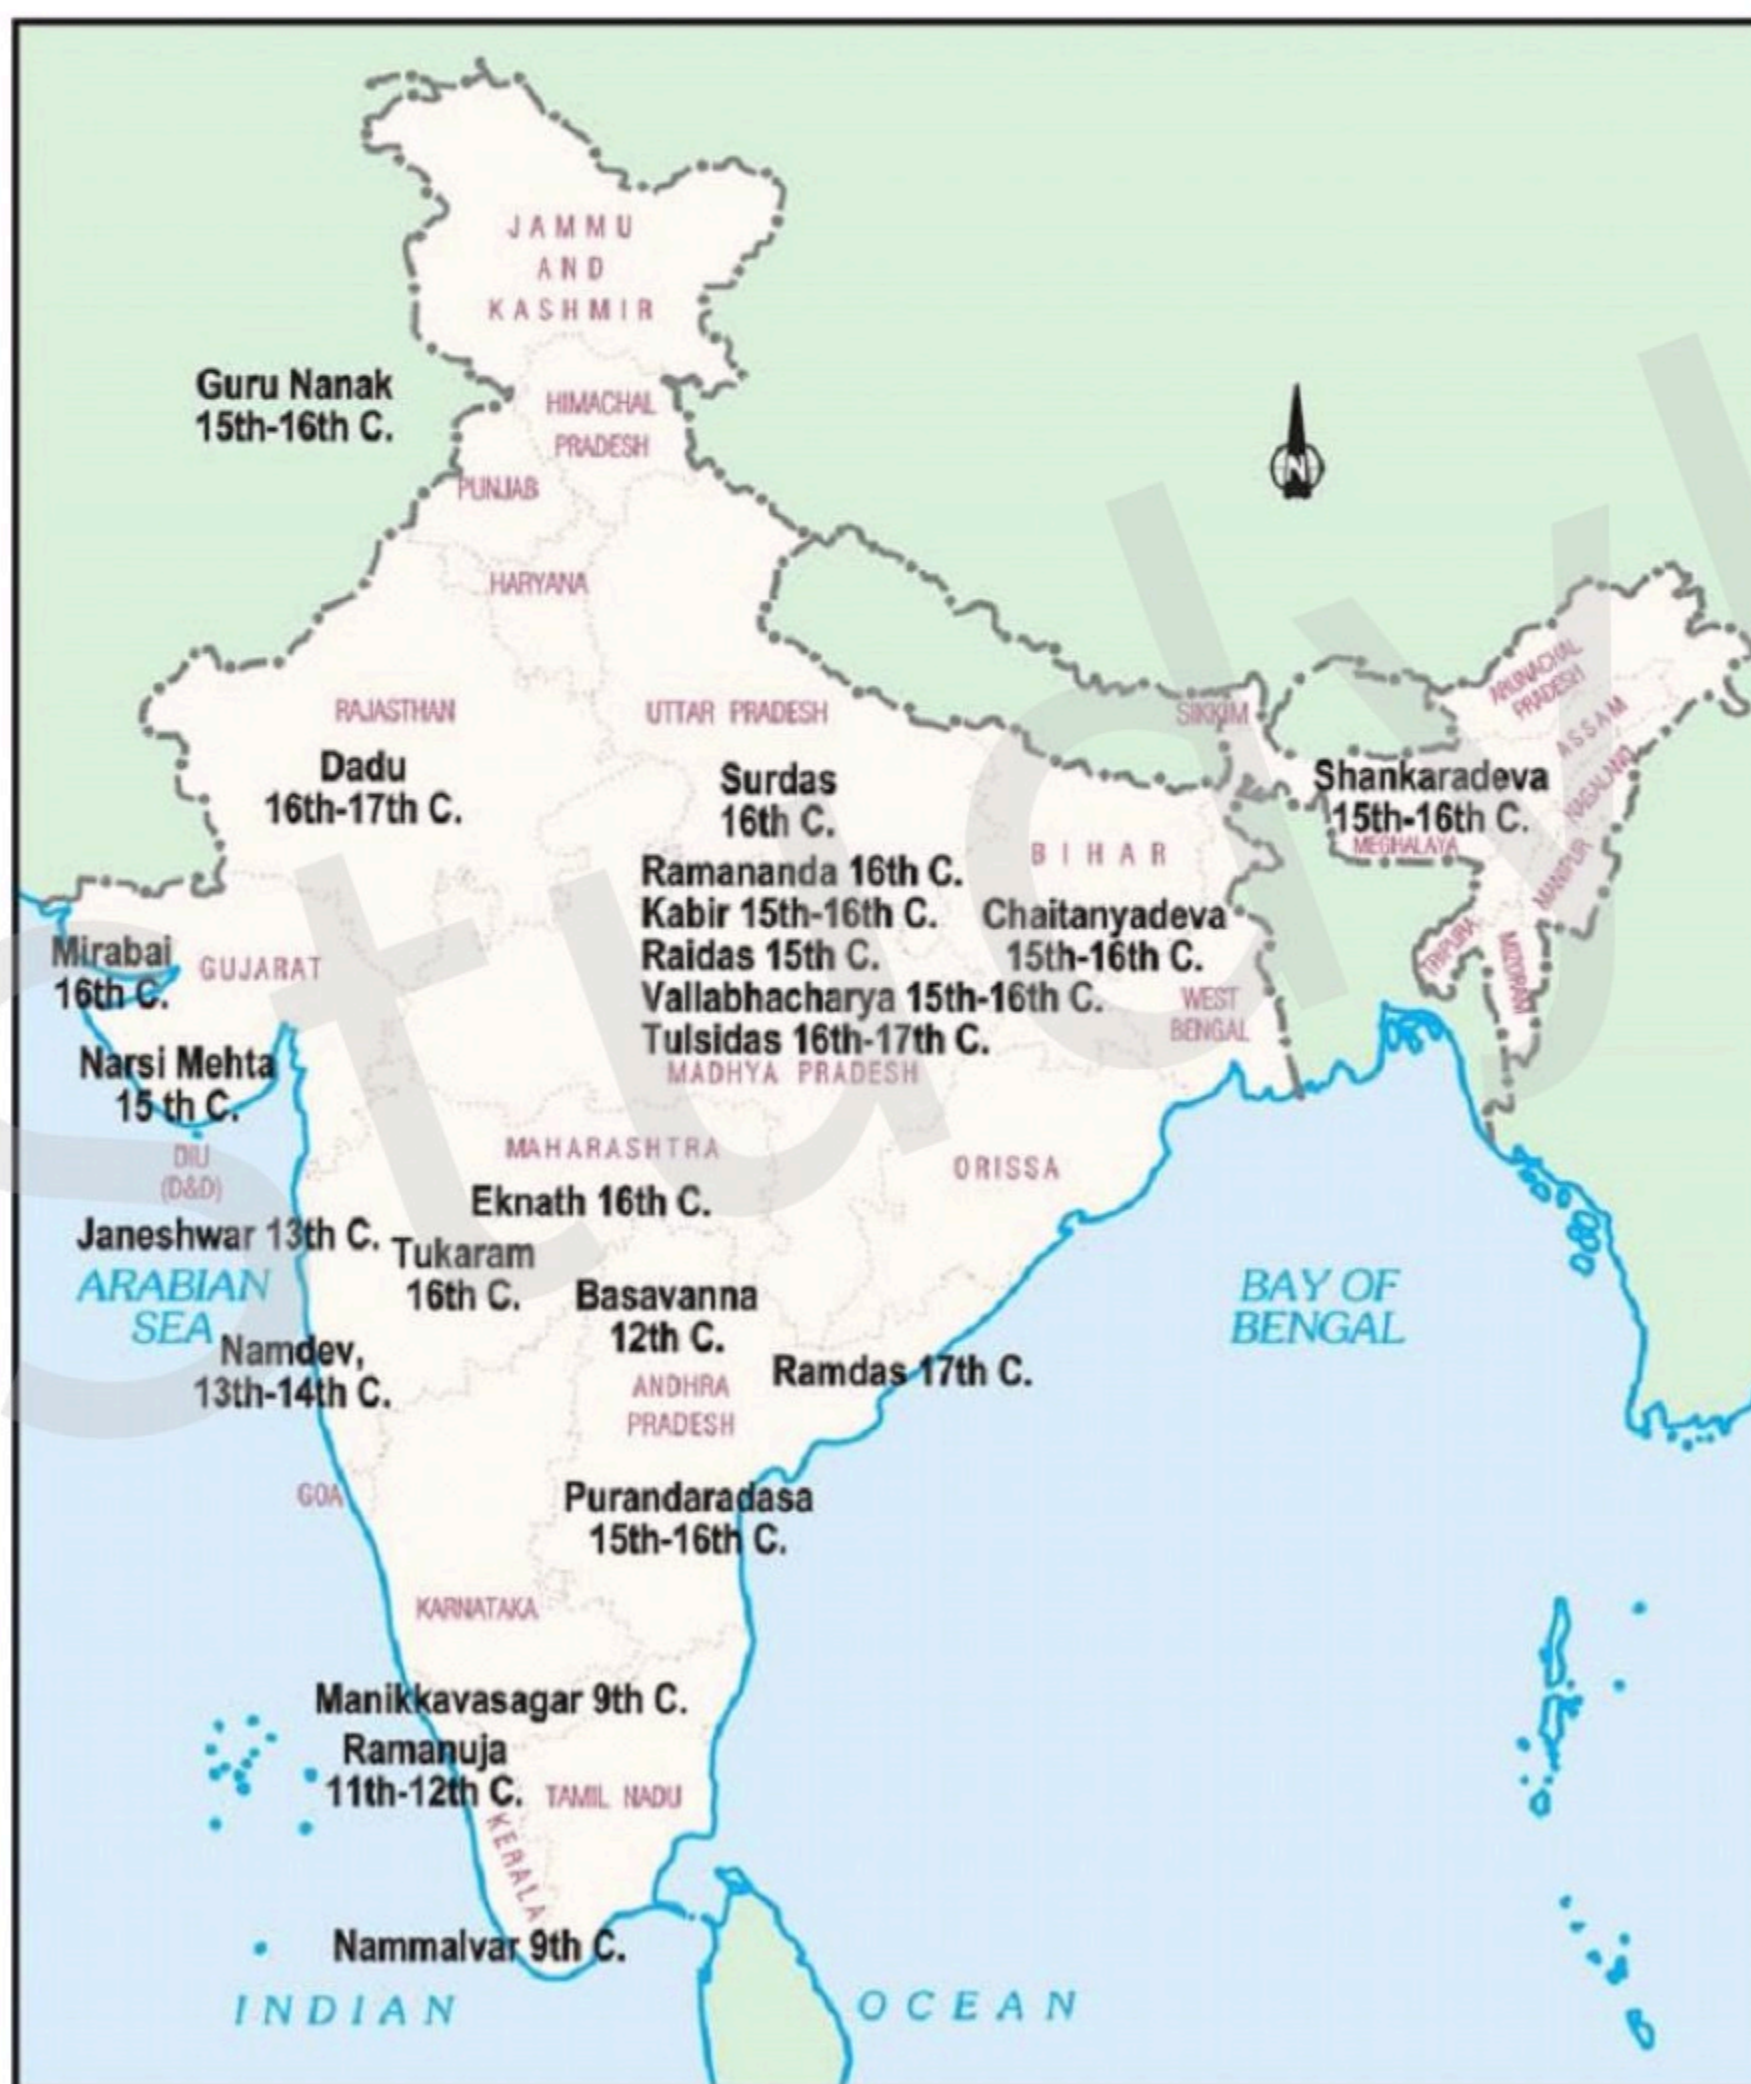 JAMMU
AND
KASHMIR
Guru Nanak
15th-16th C.
HIMACHAL
PRADESH
PUNJAB
N
HARYANA
ARUNACHAL
PRADESH
RAJASTHAN
UTTAR PRADESH
SIKKIM
ASSAM
Dadu
16th-17th C.
Surdas
16th C.
Shankaradeva
15th-16th C.
NAGALAND
MEGHALAYA
MANIPUR
BIHAR
Ramananda 16th C.
Kabir 15th-16th C.
Raidas 15th C.
Vallabhacharya 15th-16th C.
Tulsidas 16th-17th C.
Chaitanyadeva
15th-16th C.
TRIPURA
MIZORAM
Mirabai
16th C.
GUJARAT
WEST
BENGAL
Narsi Mehta
15 th C.
MADHYA PRADESH
DIU
(D&D)
MAHARASHTRA
ORISSA
Eknath 16th C.
Janeshwar 13th C.
Tukaram
16th C.
ARABIAN
SEA
Basavanna
12th C.
BAY OF
BENGAL
Namdev,
13th-14th C.
Ramdas 17th C.
ANDHRA
PRADESH
GOA
Purandaradasa
15th-16th C.
KARNATAKA
Manikkavasagar 9th C.
Ramanuja
11th-12th C.
TAMIL NADU
KERALA
Nammalvar 9th C.
INDIAN OCEAN
study